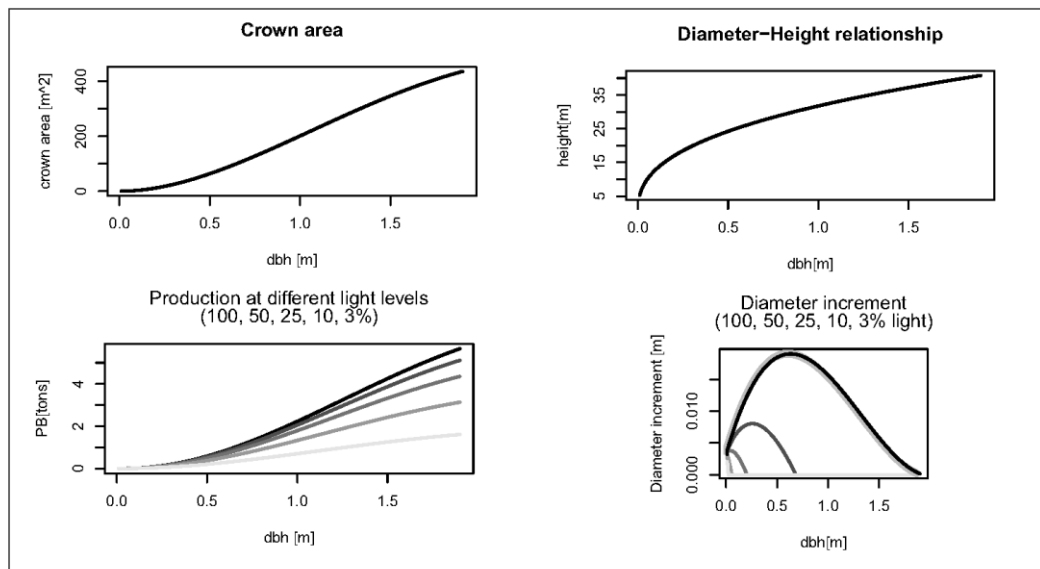 Crown area
crown area [m^2]
0
200
400
0.0 0.5 1.0 1.5
dbh [m]
Diameter−Height relationship
height[m]
5
15
25
35
0.0 0.5 1.0 1.5
dbh[m]
Production at different light levels
(100, 50, 25, 10, 3%)
PB[tons]
0
2
4
0.0 0.5 1.0 1.5
dbh [m]
Diameter increment
(100, 50, 25, 10, 3% light)
Diameter increment [m]
0.000
0.010
0.0 0.5 1.0 1.5
dbh[m]